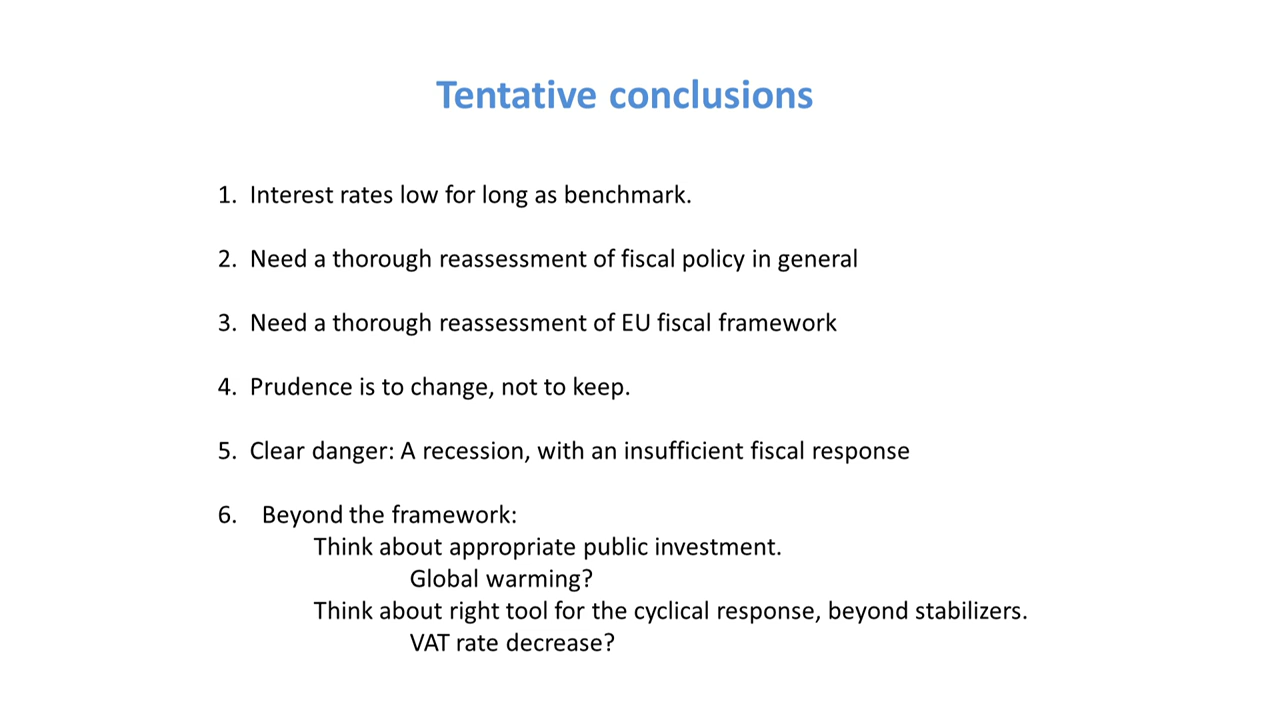 Tentative conclusions
1. Interest rates low for long as benchmark.
2. Need a thorough reassessment of fiscal policy in general
3. Need a thorough reassessment of EU fiscal framework
4. Prudence is to change, not to keep.
5. Clear danger: A recession, with an insufficient fiscal response
6. Beyond the framework:
Think about appropriate public investment.
Global warming?
Think about right tool for the cyclical response, beyond stabilizers.
VAT rate decrease?